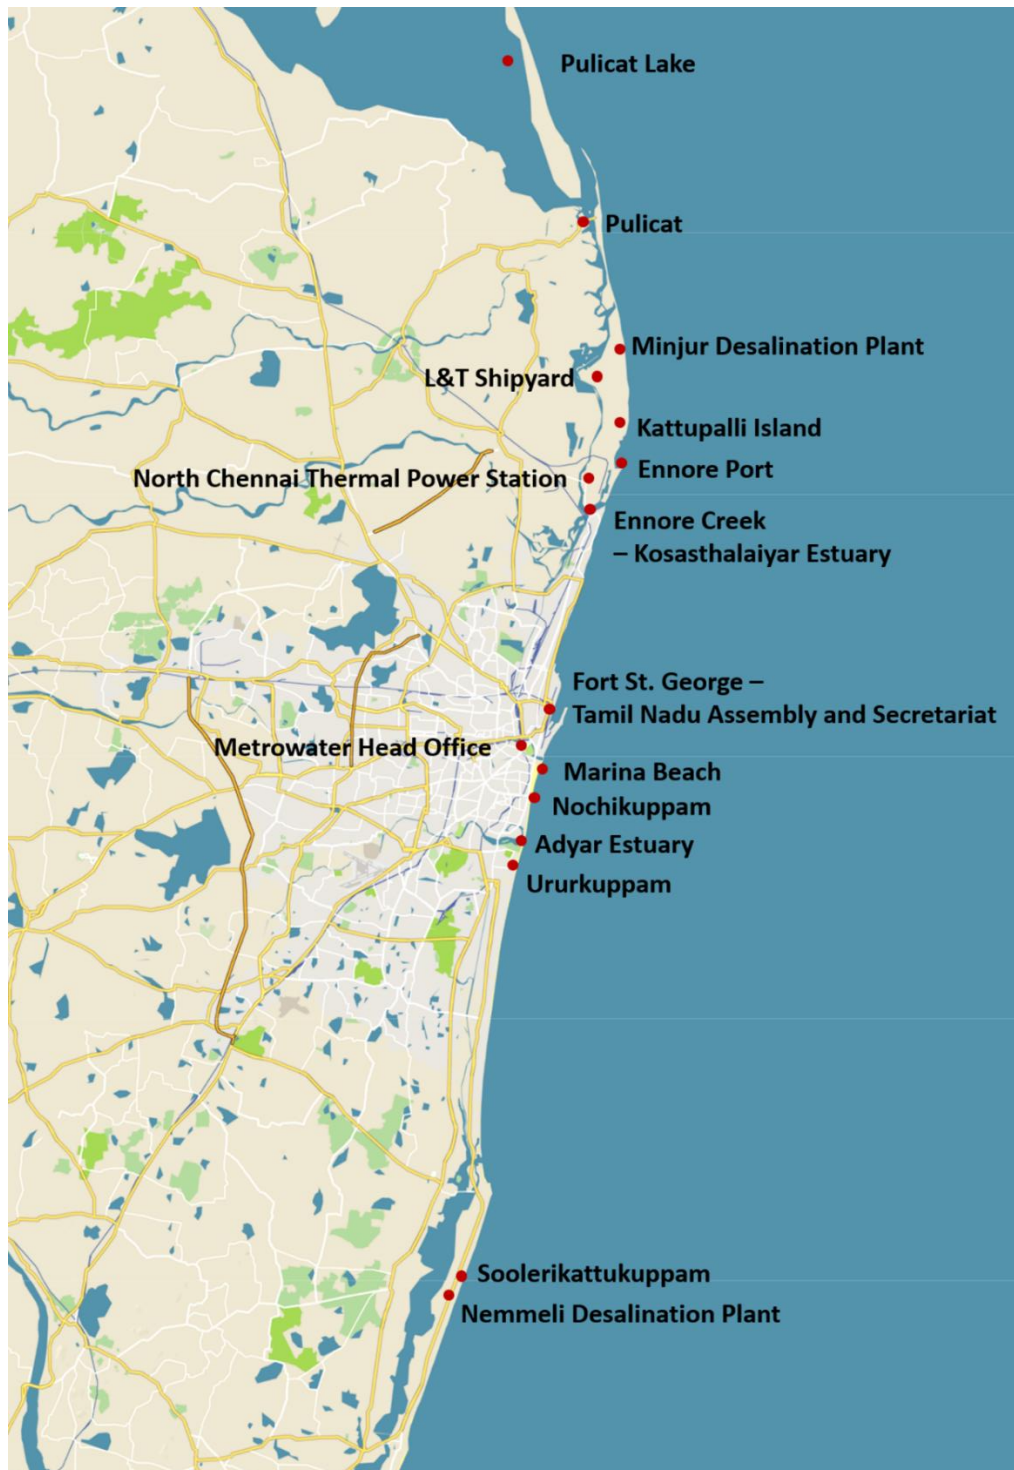 Pulicat Lake
Pulicat
Minjur Desalination Plant
L&T Shipyard
Kattupalli Island
Ennore Port
North Chennai Thermal Power Station
Ennore Creek
– Kosasthalaiyar Estuary
Fort St. George –
Tamil Nadu Assembly and Secretariat
Metrowater Head Office
Marina Beach
Nochikuppam
Adyar Estuary
Ururkuppam
Soolerikattukuppam
Nemmeli Desalination Plant